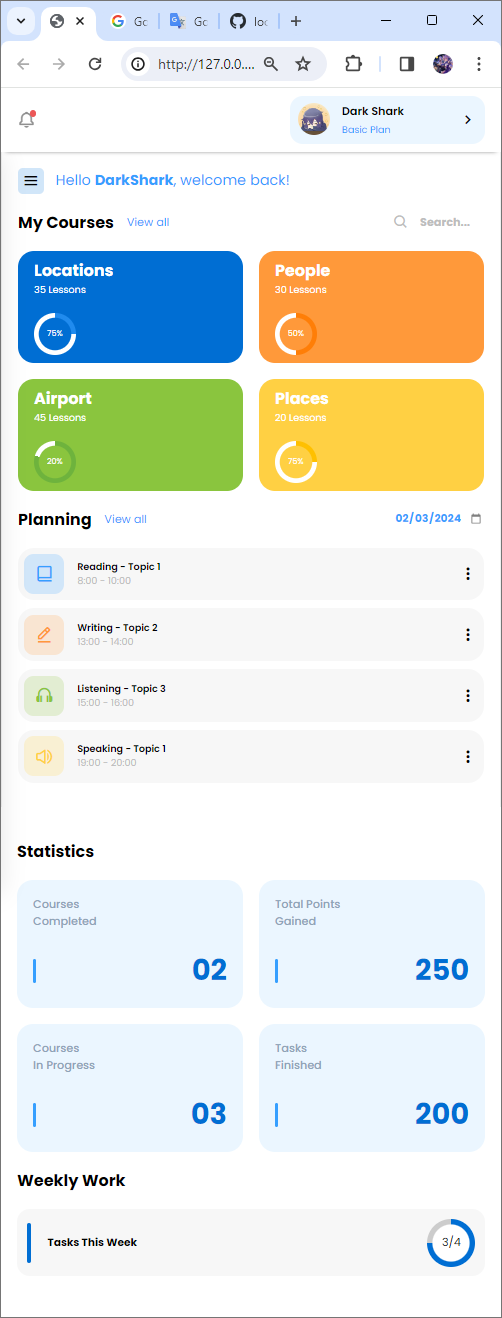 Go
Go
loc
http://127.0.0....
Dark Shark
Basic Plan
Hello DarkShark, welcome back!
My Courses View all Search...
Locations
35 Lessons
75%
People
30 Lessons
50%
Airport
45 Lessons
20%
Places
20 Lessons
76%
Planning View all 02/03/2024
Reading - Topic 1
8:00 - 10:00
Writing - Topic 2
13:00 - 14:00
Listening - Topic 3
15:00 - 16:00
Speaking - Topic 1
19:00 - 20:00
Statistics
Courses
Completed
02
Total Points
Gained
250
Courses
In Progress
03
Tasks
Finished
200
Weekly Work
Tasks This Week 3/4